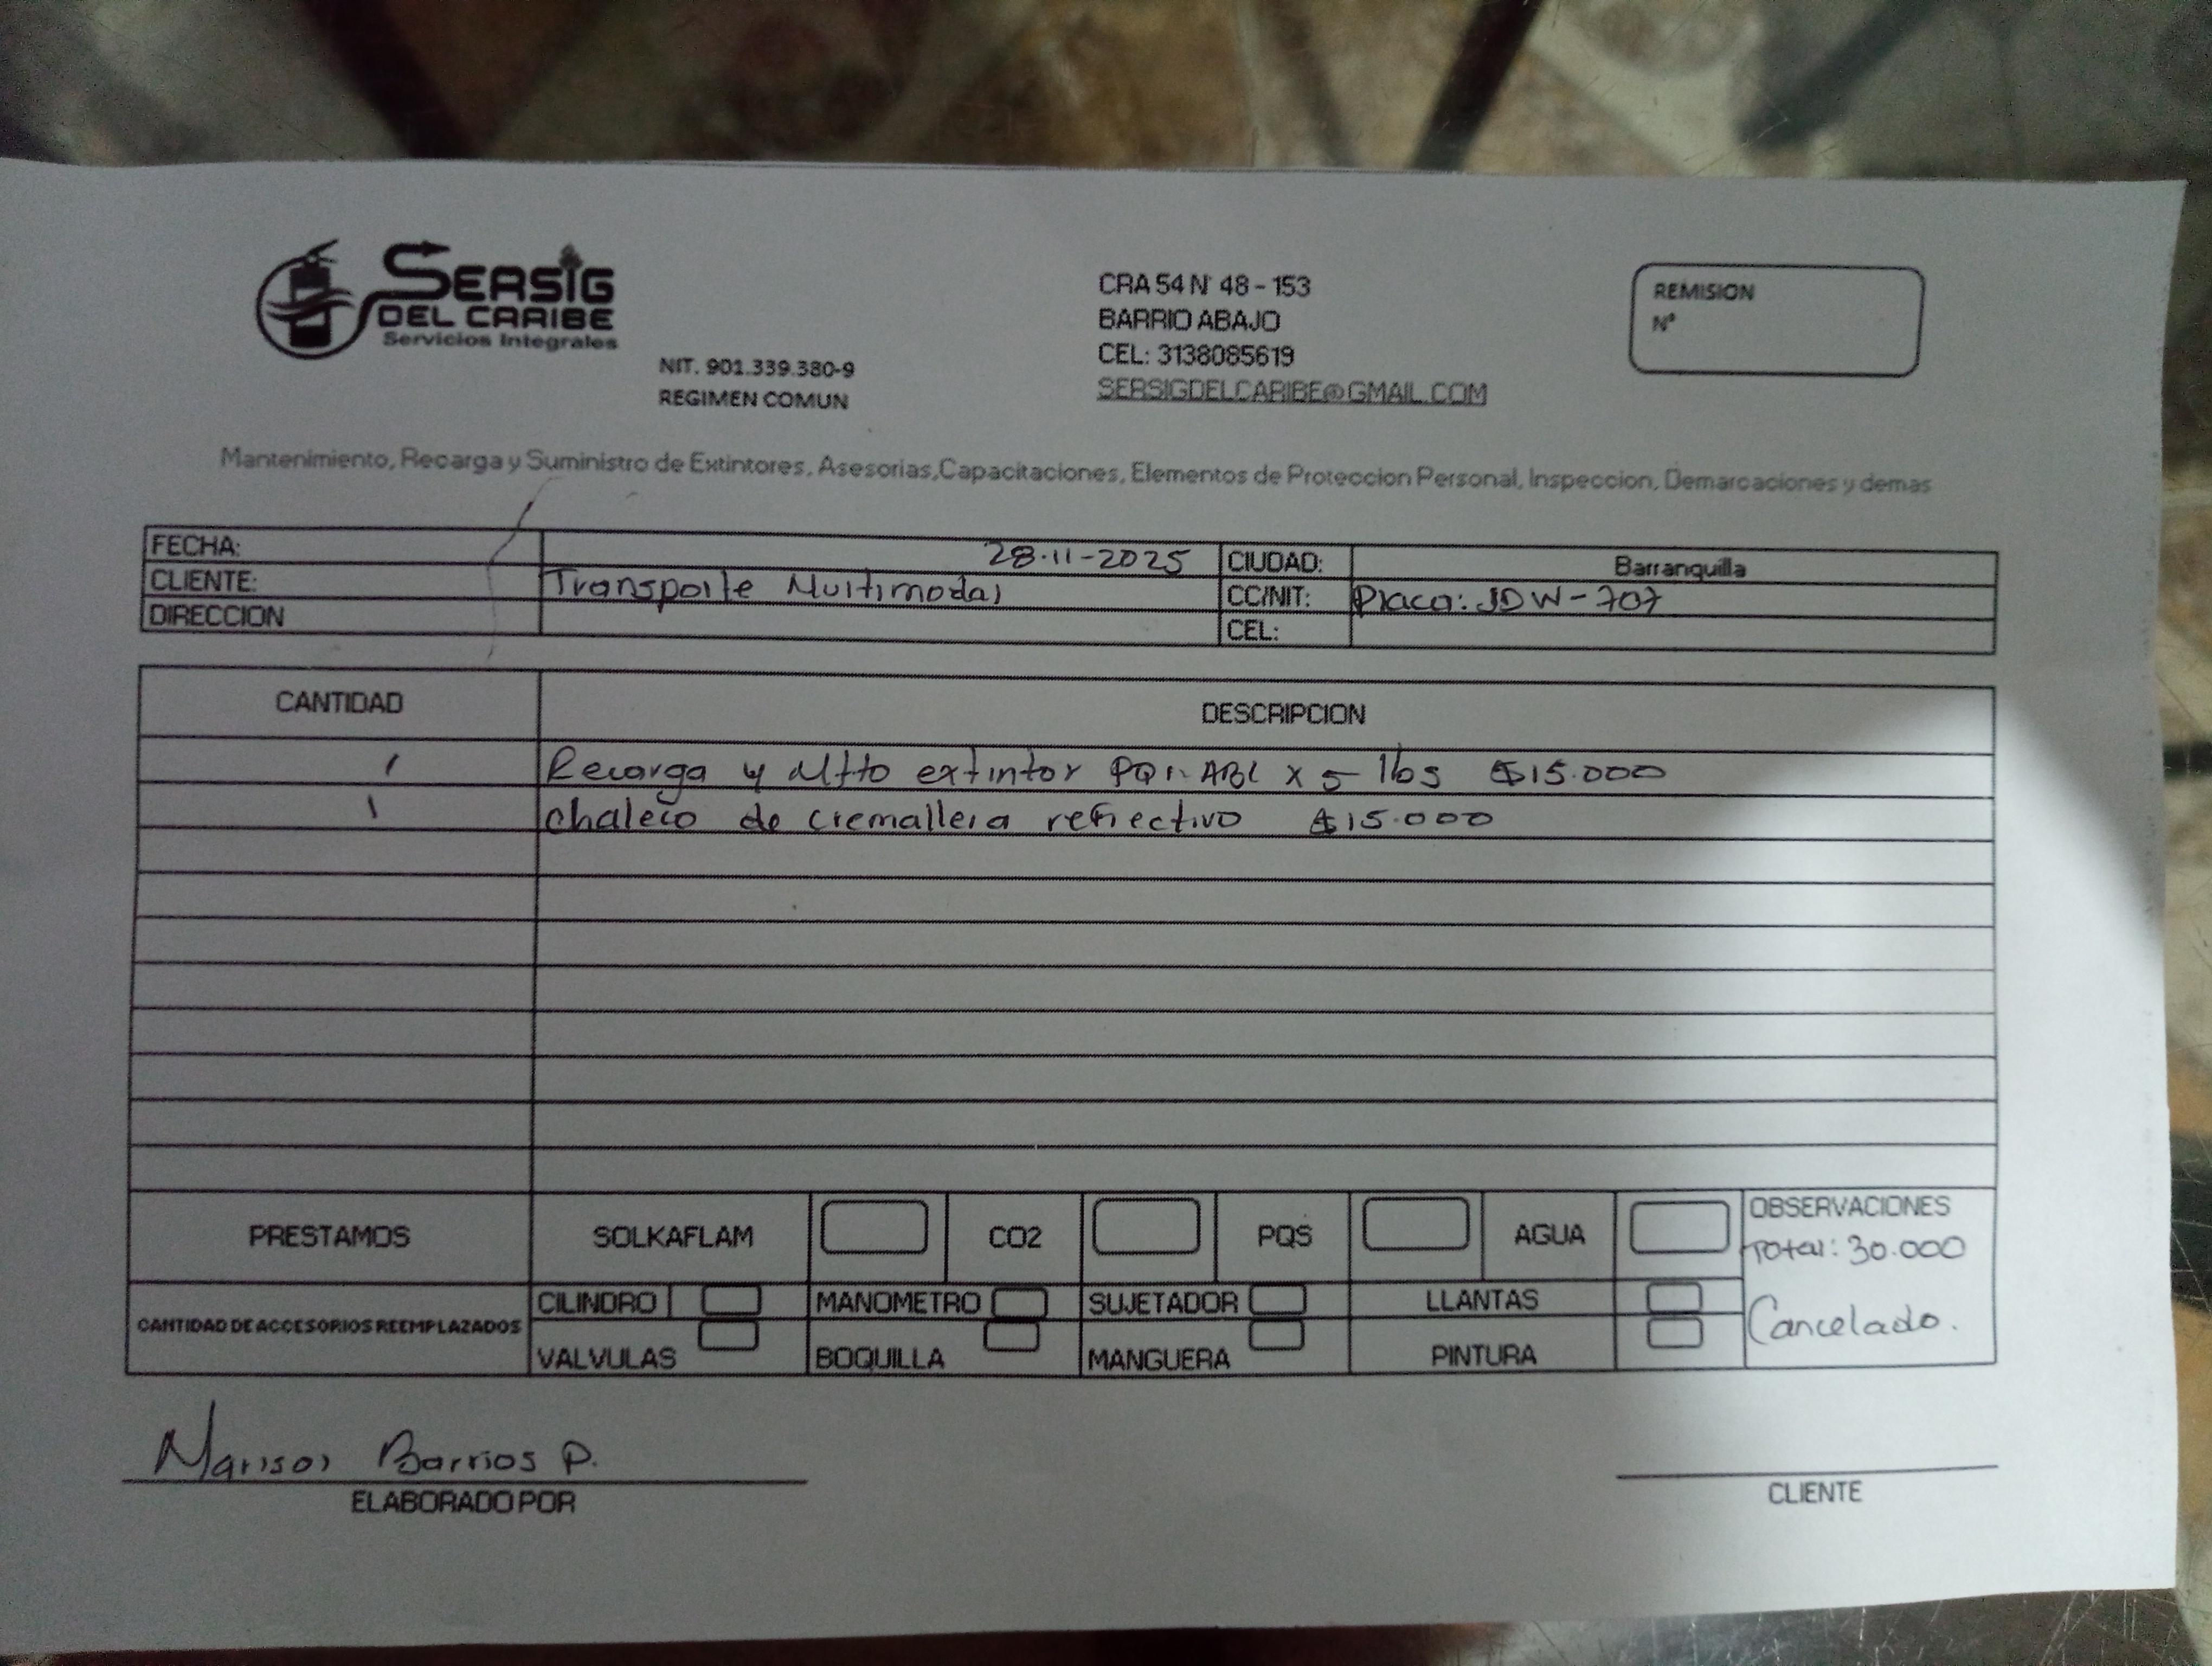 SERSIG
DEL CARIBE
Servicios Integrales
NIT. 901.339.380-9
REGIMEN COMUN
CRA 54 N° 48 - 153
BARRIO ABAJO
CEL: 3138085619
SERSIGDELCARIBE@GMAIL.COM
REMISION
N°
Mantenimiento, Recarga y Suministro de Extintores, Asesorias,Capacitaciones, Elementos de Proteccion Personal, Inspeccion, Demarcaciones y demas
FECHA: 28-11-2025 CIUDAD: Barranquilla
CLIENTE: Transporte Multimodal CC/NIT: Placa: JDW-707
DIRECCION CEL:
CANTIDAD DESCRIPCION
1 Recarga y Mtto extintor ABC x 5 lbs $15.000
1 chaleco de cremallera reflectivo $15.000
PRESTAMOS SOLKAFLAM CO2 PQS AGUA
OBSERVACIONES
Total: 30.000
Cancelado.
CANTIDAD DE ACCESORIOS REEMPLAZADOS
CILINDRO MANOMETRO SUJETADOR LLANTAS
VALVULAS BOQUILLA MANGUERA PINTURA
Marisol Barrios P.
ELABORADO POR
CLIENTE